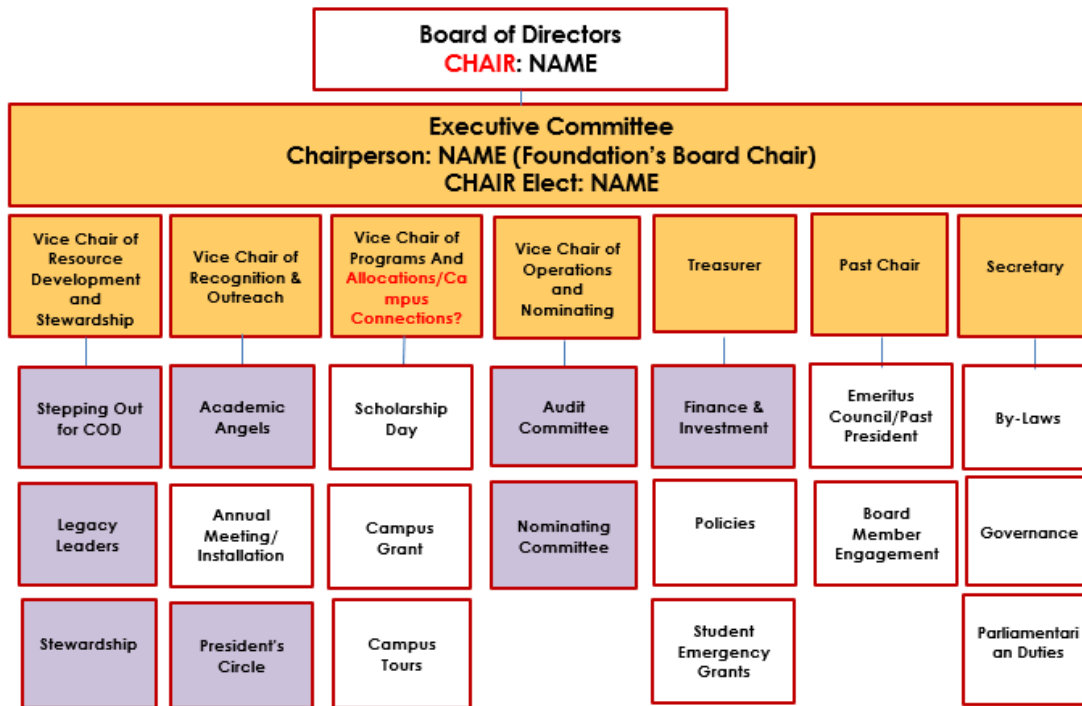 Board of Directors
CHAIR: NAME
Executive Committee
Chairperson: NAME (Foundation's Board Chair)
CHAIR Elect: NAME
Vice Chair of
Resource
Development
and
Stewardship
Vice Chair of
Recognition &
Outreach
Vice Chair of
Programs And
Allocations/Ca
mpus
Connections?
Vice Chair of
Operations
and
Nominating
Treasurer
Past Chair
Secretary
Stepping Out
for COD
Academic
Angels
Scholarship
Day
Audit
Committee
Finance &
Investment
Emeritus
Council/Past
President
By-Laws
Legacy
Leaders
Annual
Meeting/
Installation
Campus
Grant
Nominating
Committee
Policies
Board
Member
Engagement
Governance
Stewardship
President's
Circle
Campus
Tours
Student
Emergency
Grants
Parliamentari
an Duties